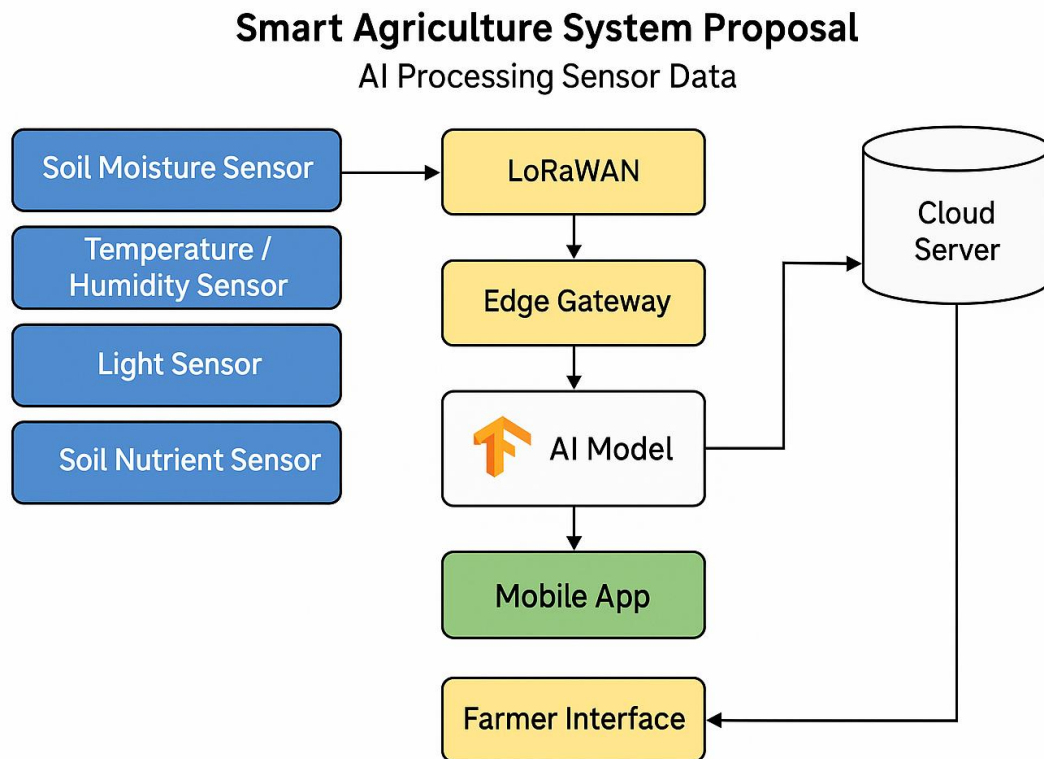 Smart Agriculture System Proposal
AI Processing Sensor Data
Soil Moisture Sensor
Temperature /
Humidity Sensor
Light Sensor
Soil Nutrient Sensor
LoRaWAN
Edge Gateway
AI Model
Mobile App
Farmer Interface
Cloud
Server